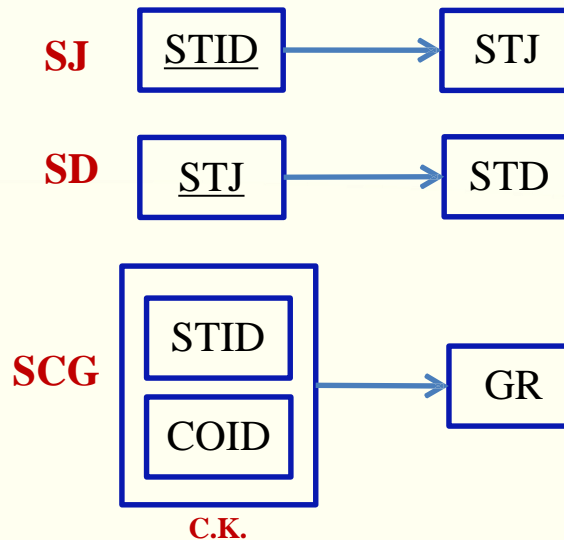 SJ STID STJ
SD STJ STD
STID
SCG GR
COID
C.K.